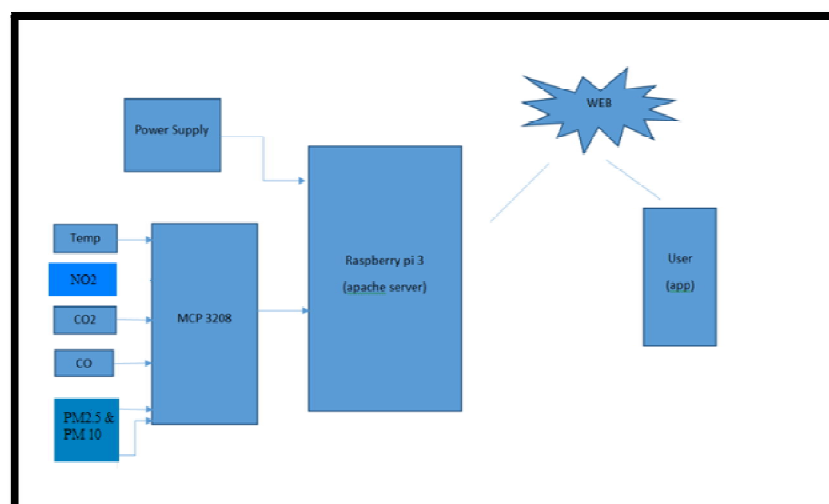 WEB
Power Supply
Temp
NO2
CO2
CO
PM2.5 &
PM 10
MCP 3208
Raspberry pi 3
(apache server)
User
(app)